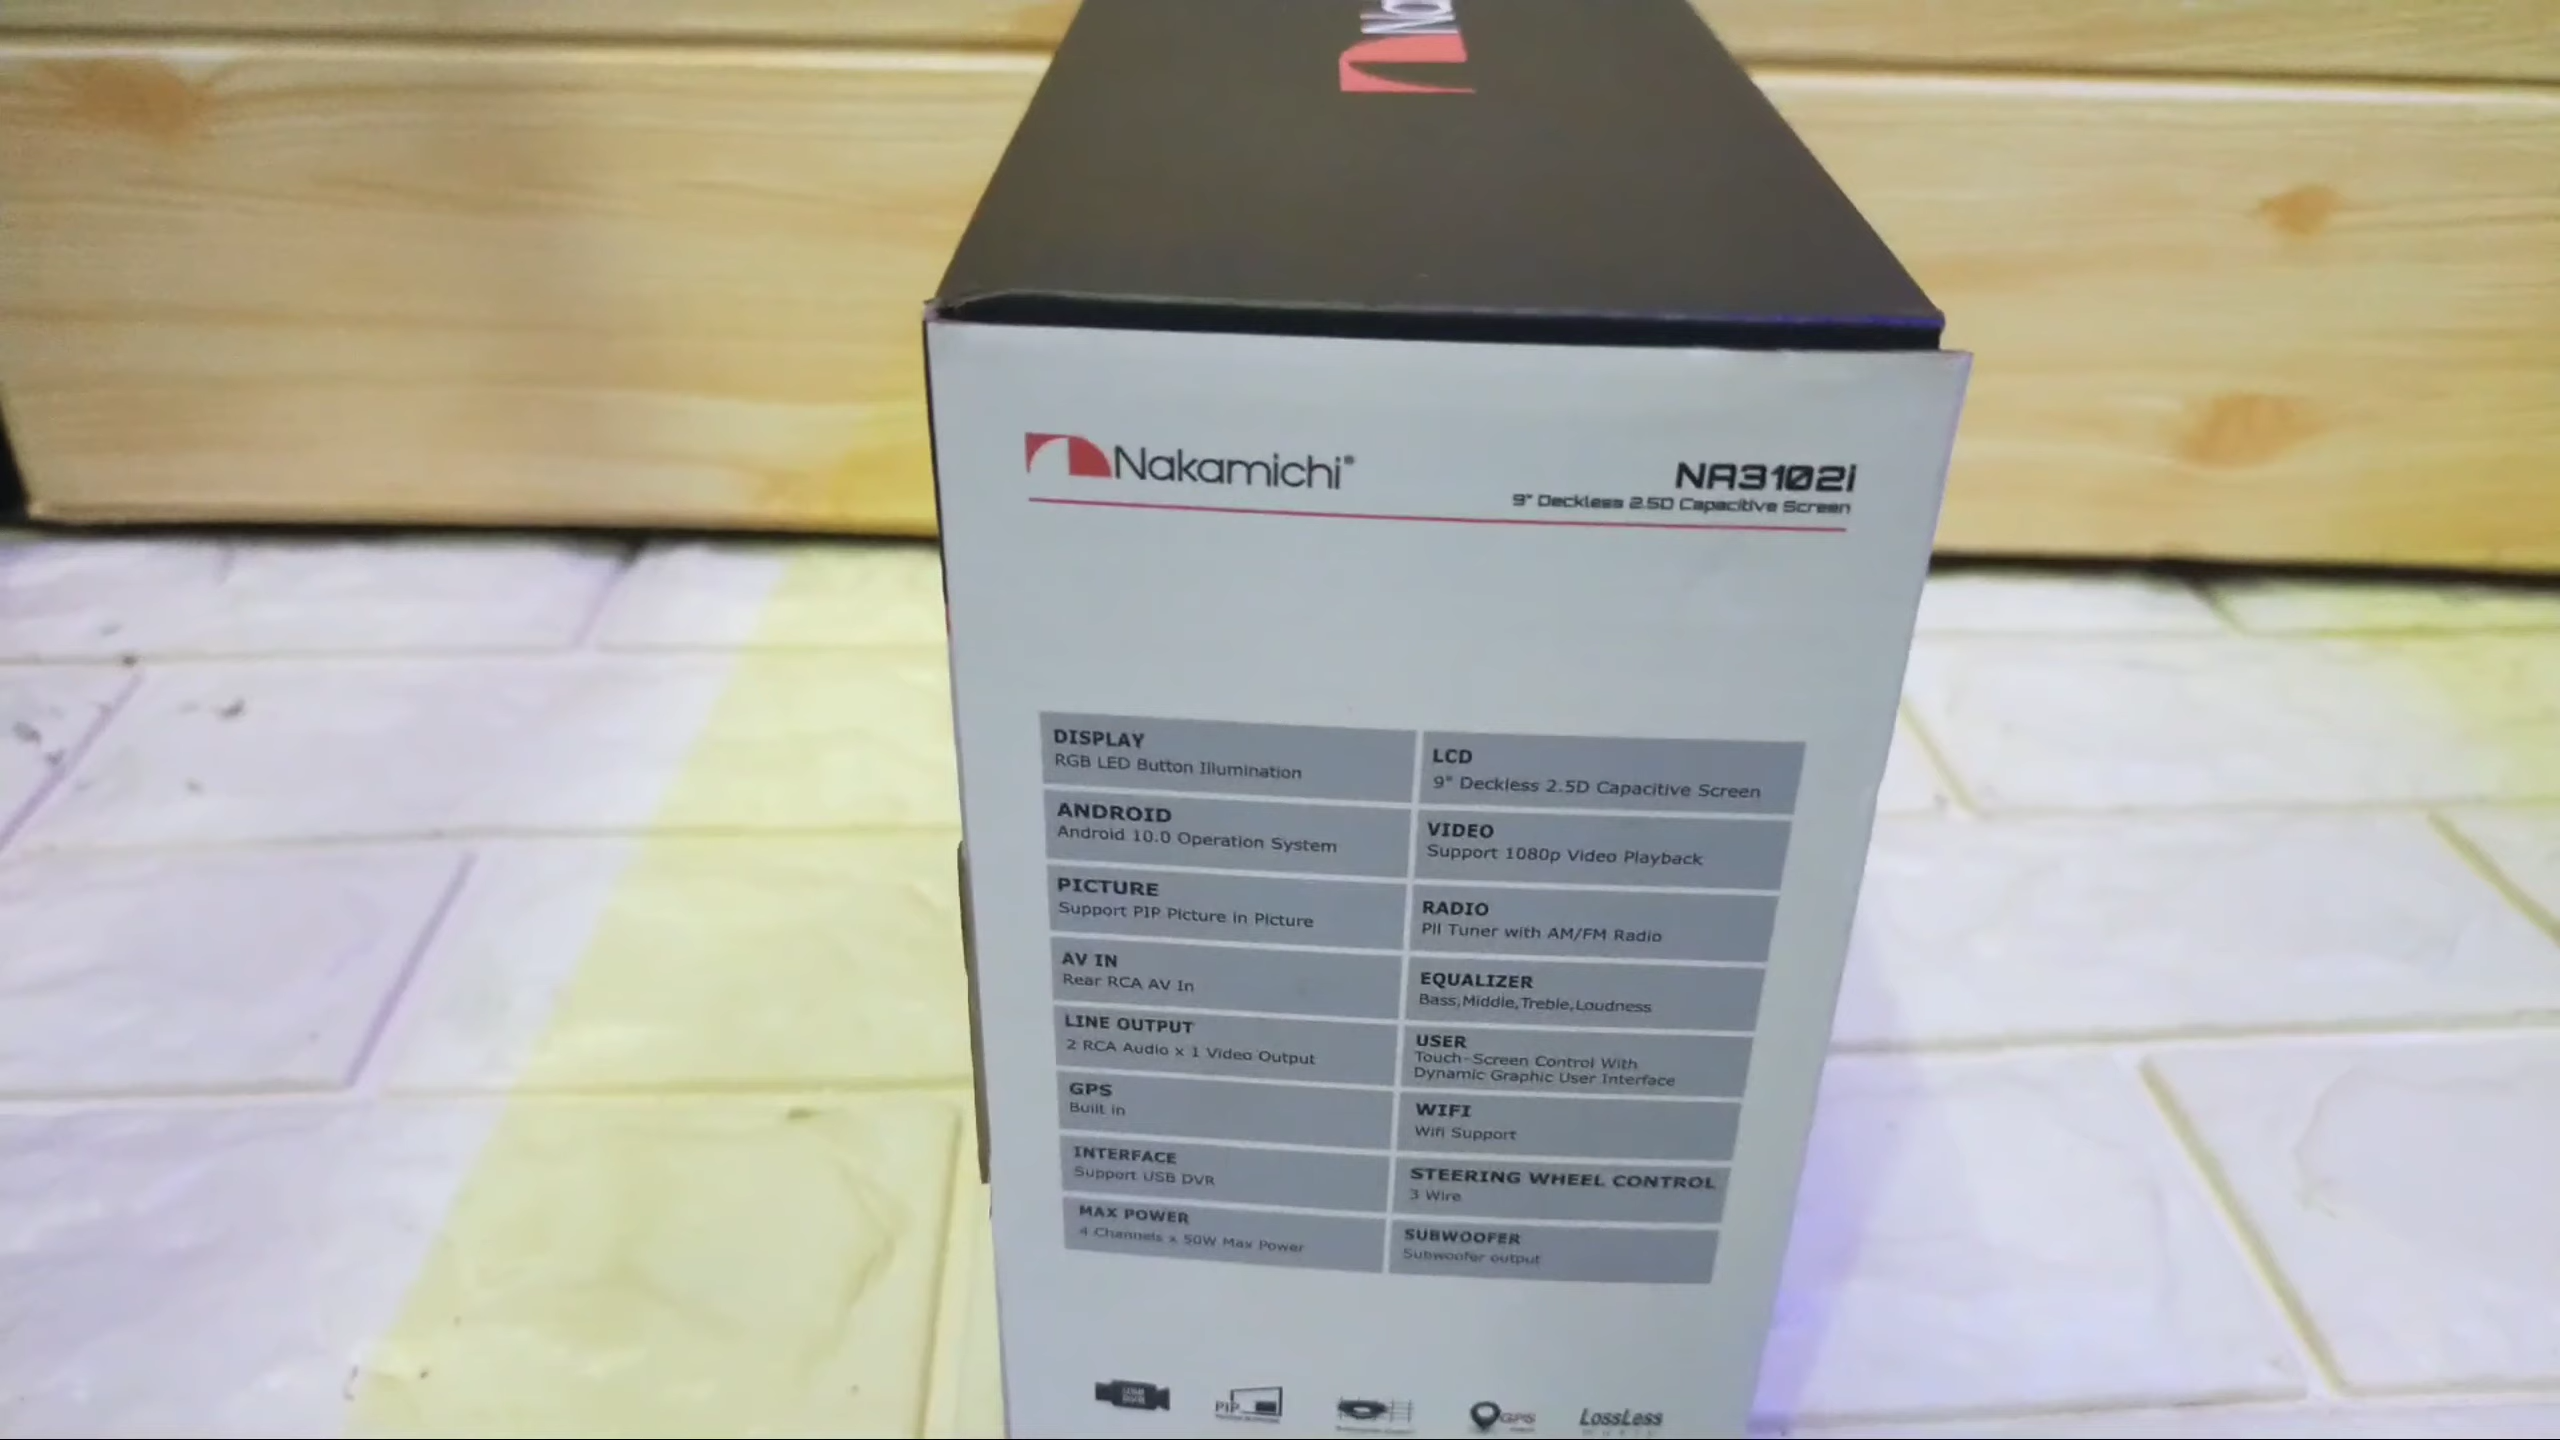 Na
Nakamichi®
NA3102i
9" Deckless 2.5D Capacitive Screen
DISPLAY
RGB LED Button Illumination
LCD
9" Deckless 2.5D Capacitive Screen
ANDROID
Android 10.0 Operation System
VIDEO
Support 1080p Video Playback
PICTURE
Support PIP Picture in Picture
RADIO
PII Tuner with AM/FM Radio
AV IN
Rear RCA AV In
EQUALIZER
Bass,Middle,Treble,Loudness
LINE OUTPUT
2 RCA Audio x 1 Video Output
USER
Touch-Screen Control With
Dynamic Graphic User Interface
GPS
Built in
WIFI
Wifi Support
INTERFACE
Support USB DVR
STEERING WHEEL CONTROL
3 Wire
MAX POWER
4 Channels x 50W Max Power
SUBWOOFER
Subwoofer output
PIP
GPS
LossLess